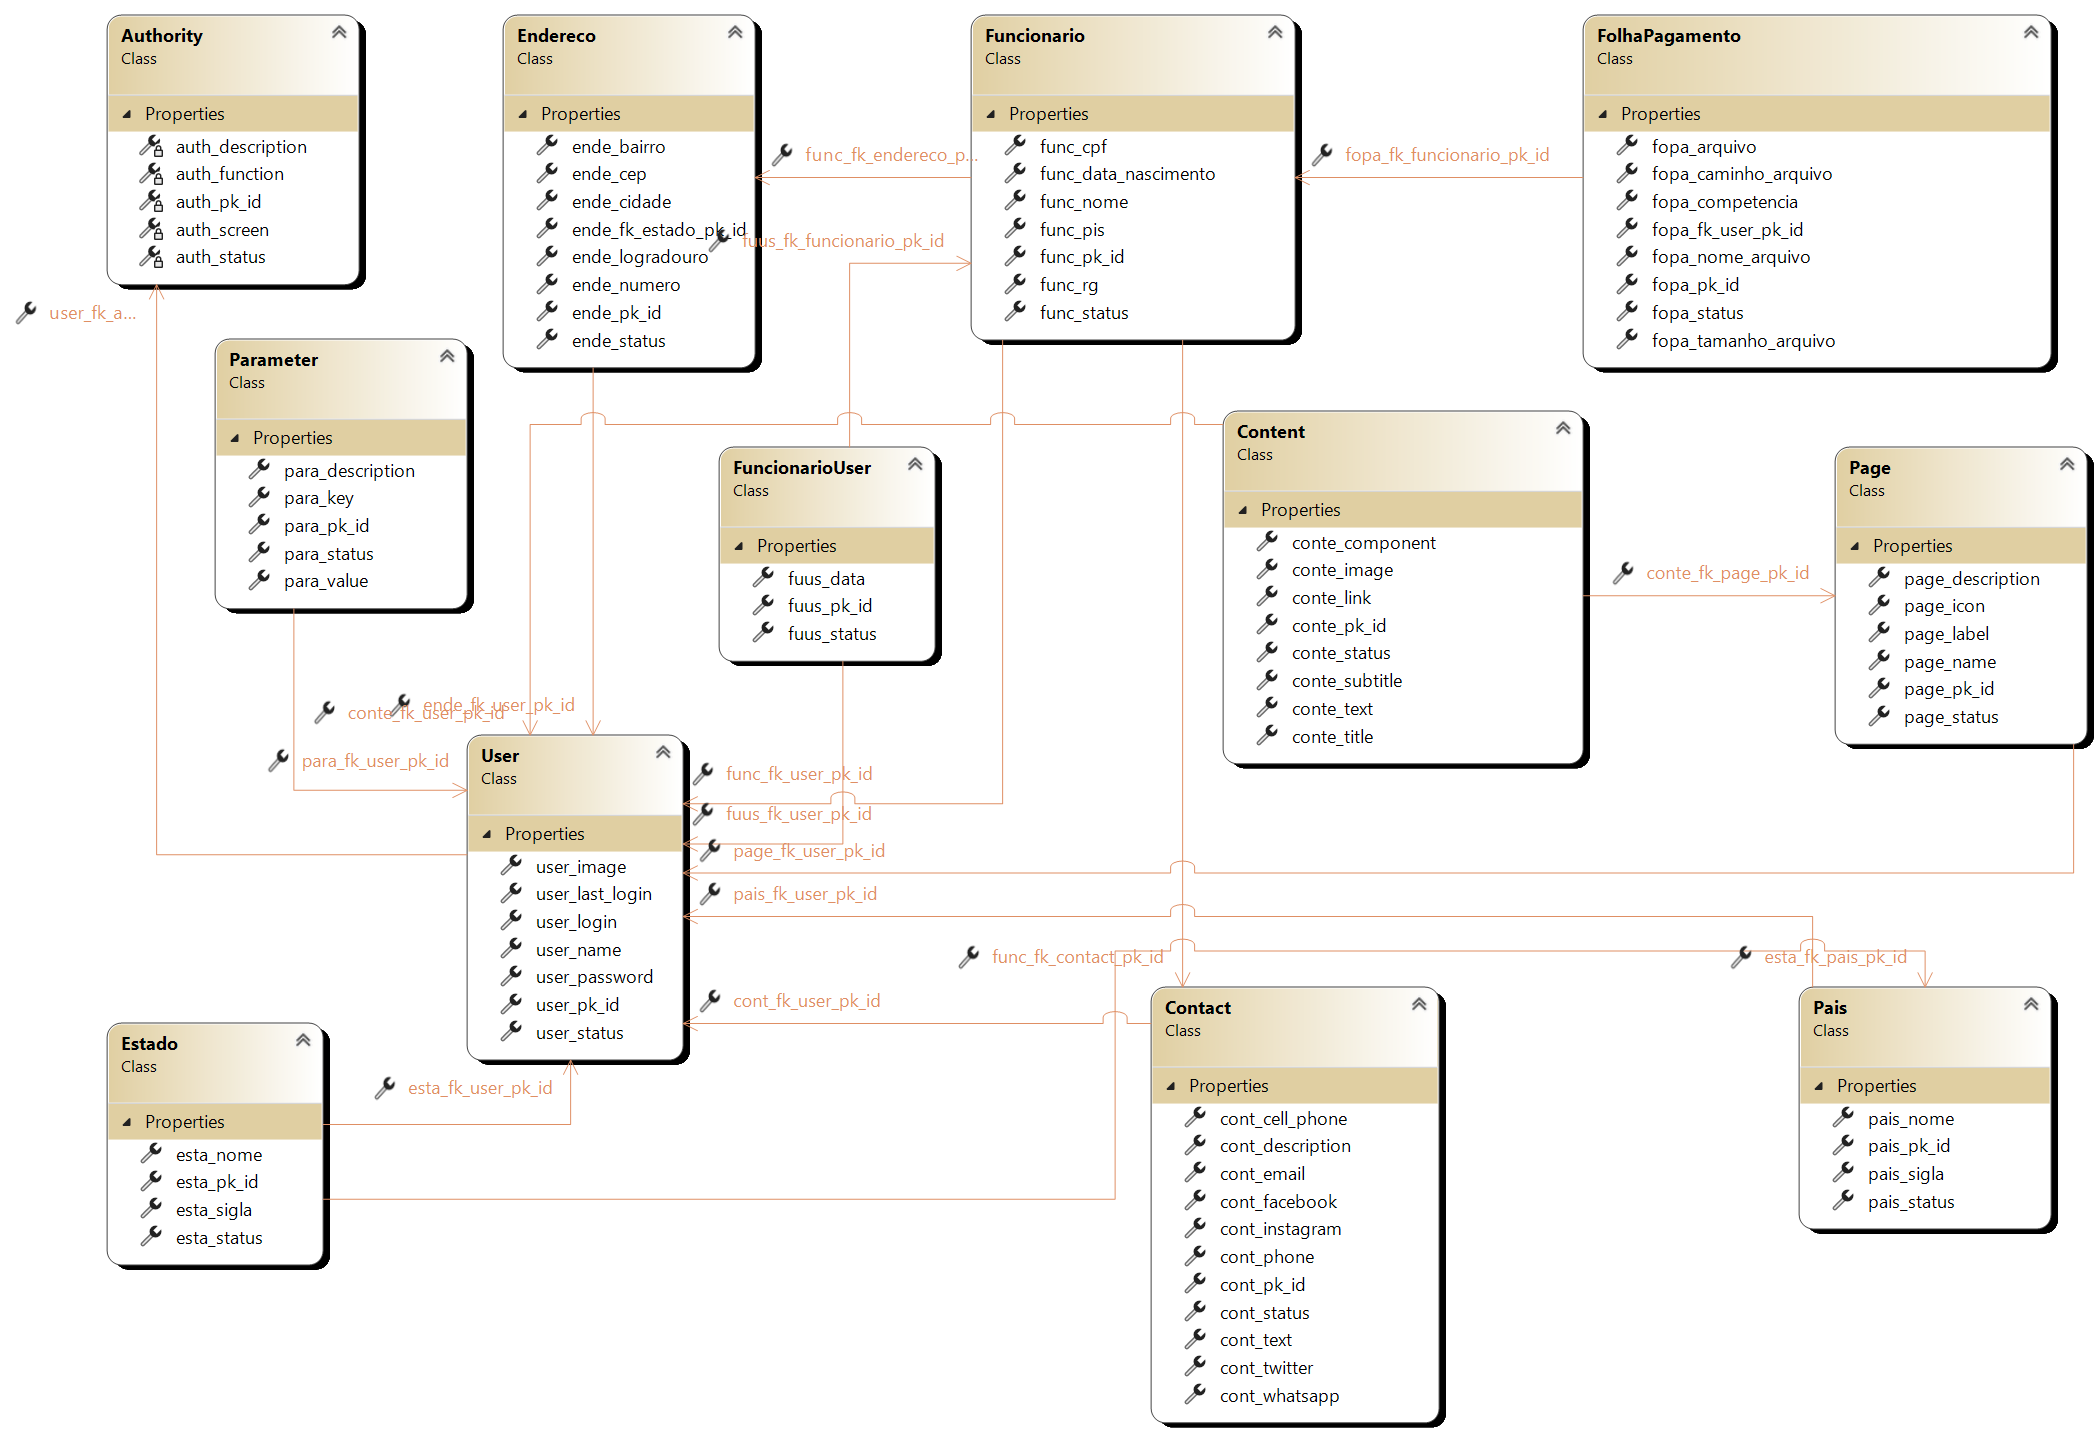 Authority
Class
Properties
auth_description
auth_function
auth_pk_id
auth_screen
auth_status
user_fk_a...
Endereco
Class
Properties
ende_bairro
ende_cep
ende_cidade
ende_fk_estado_pk_id
ende_logradouro
ende_numero
ende_pk_id
ende_status
func_fk_endereco_p...
fuus_fk_funcionario_pk_id
Funcionario
Class
Properties
func_cpf
func_data_nascimento
func_nome
func_pis
func_pk_id
func_rg
func_status
fopa_fk_funcionario_pk_id
FolhaPagamento
Class
Properties
fopa_arquivo
fopa_caminho_arquivo
fopa_competencia
fopa_fk_user_pk_id
fopa_nome_arquivo
fopa_pk_id
fopa_status
fopa_tamanho_arquivo
Parameter
Class
Properties
para_description
para_key
para_pk_id
para_status
para_value
FuncionarioUser
Class
Properties
fuus_data
fuus_pk_id
fuus_status
Content
Class
Properties
conte_component
conte_image
conte_link
conte_pk_id
conte_status
conte_subtitle
conte_text
conte_title
conte_fk_page_pk_id
Page
Class
Properties
page_description
page_icon
page_label
page_name
page_pk_id
page_status
ende_fk_user_pk_id
conte_fk_user_pk_id
para_fk_user_pk_id
User
Class
Properties
user_image
user_last_login
user_login
user_name
user_password
user_pk_id
user_status
func_fk_user_pk_id
fuus_fk_user_pk_id
page_fk_user_pk_id
pais_fk_user_pk_id
func_fk_contact_pk_id
esta_fk_pais_pk_id
cont_fk_user_pk_id
Estado
Class
Properties
esta_nome
esta_pk_id
esta_sigla
esta_status
esta_fk_user_pk_id
Contact
Class
Properties
cont_cell_phone
cont_description
cont_email
cont_facebook
cont_instagram
cont_phone
cont_pk_id
cont_status
cont_text
cont_twitter
cont_whatsapp
Pais
Class
Properties
pais_nome
pais_pk_id
pais_sigla
pais_status